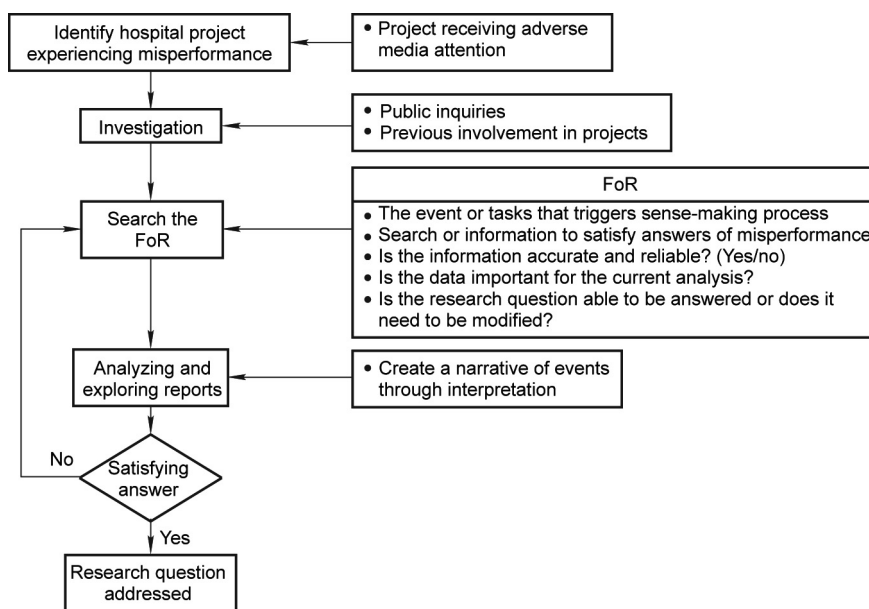 Identify hospital project
experiencing misperformance
• Project receiving adverse
media attention
Investigation
• Public inquiries
• Previous involvement in projects
Search the
FoR
FoR
• The event or tasks that triggers sense-making process
• Search or information to satisfy answers of misperformance
• Is the information accurate and reliable? (Yes/no)
• Is the data important for the current analysis?
• Is the research question able to be answered or does it
need to be modified?
Analyzing and
exploring reports
• Create a narrative of events
through interpretation
No
Satisfying
answer
Yes
Research question
addressed